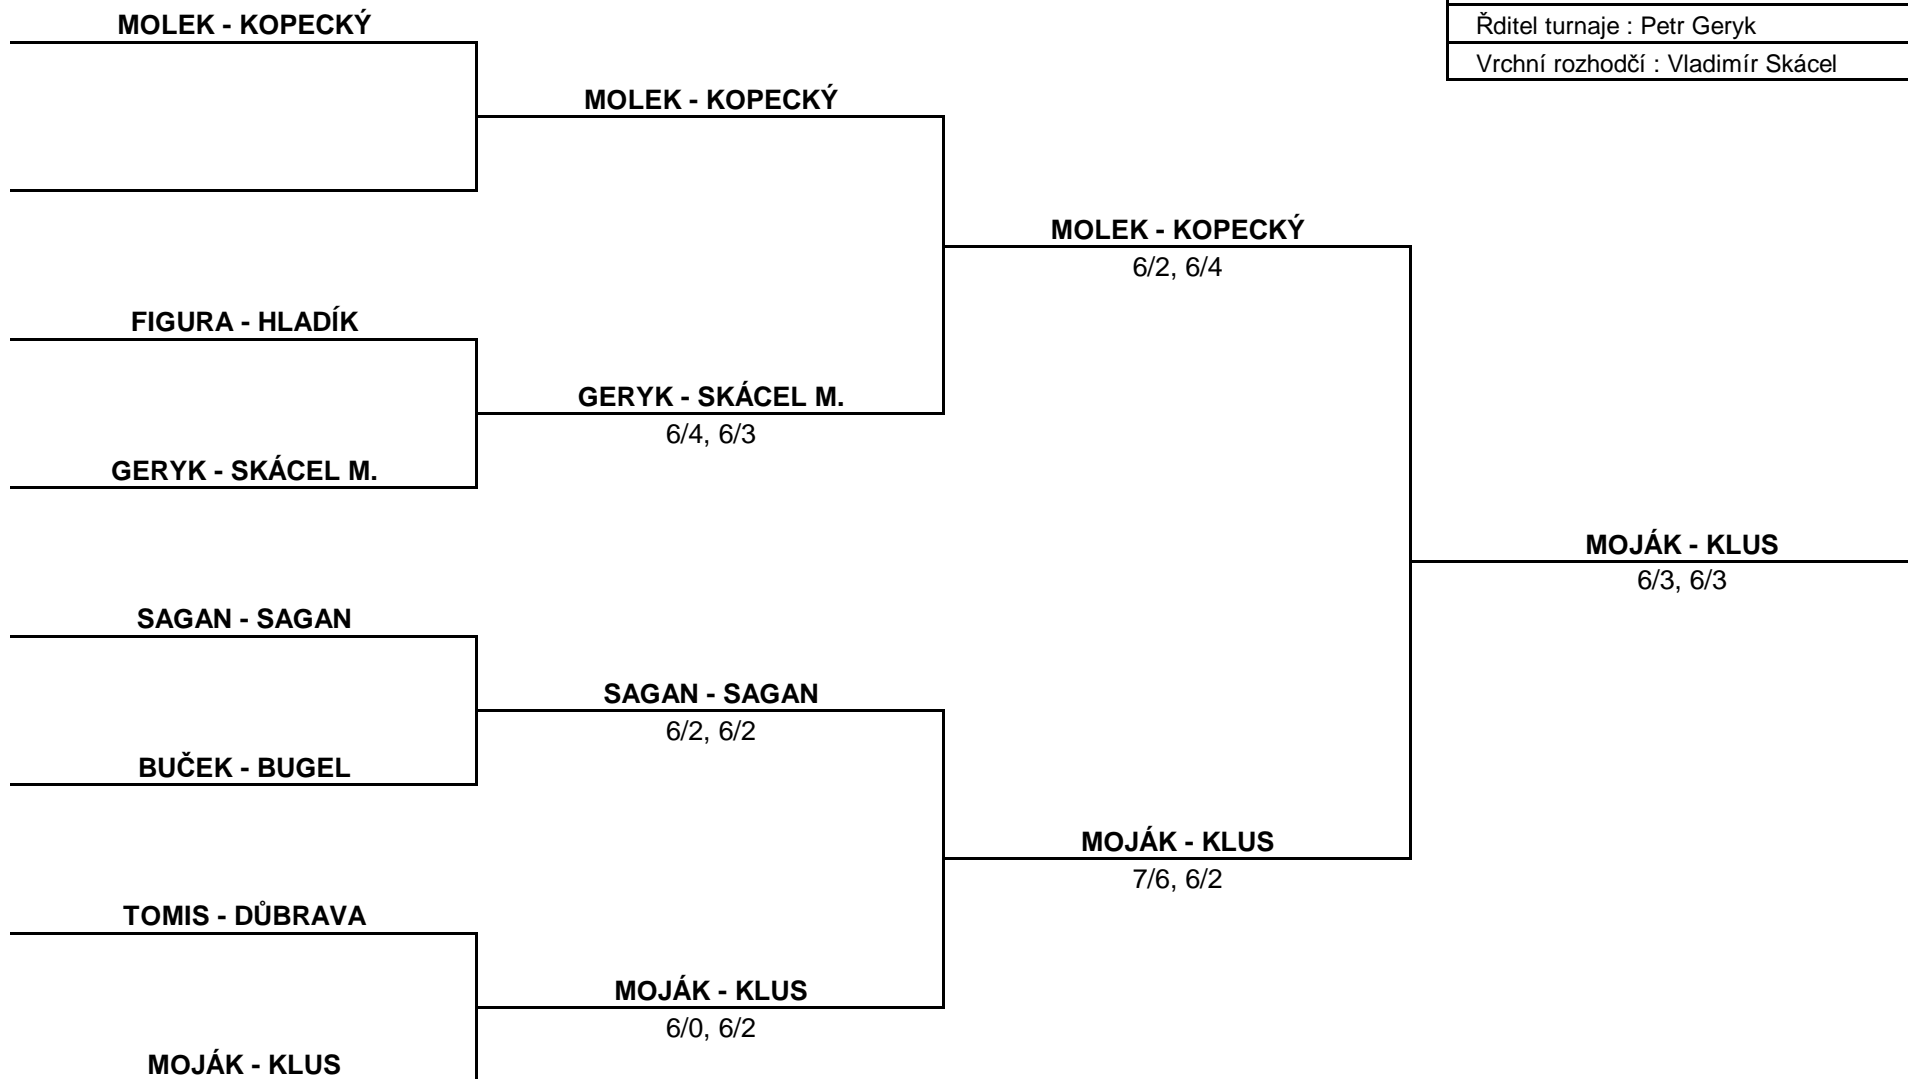 MOLEK - KOPECKÝ
Řditel turnaje : Petr Geryk
Vrchní rozhodčí : Vladimír Skácel
MOLEK - KOPECKÝ
MOLEK - KOPECKÝ
6/2, 6/4
FIGURA - HLADÍK
GERYK - SKÁCEL M.
6/4, 6/3
GERYK - SKÁCEL M.
MOJÁK - KLUS
6/3, 6/3
SAGAN - SAGAN
SAGAN - SAGAN
6/2, 6/2
BUČEK - BUGEL
MOJÁK - KLUS
7/6, 6/2
TOMIS - DŮBRAVA
MOJÁK - KLUS
6/0, 6/2
MOJÁK - KLUS